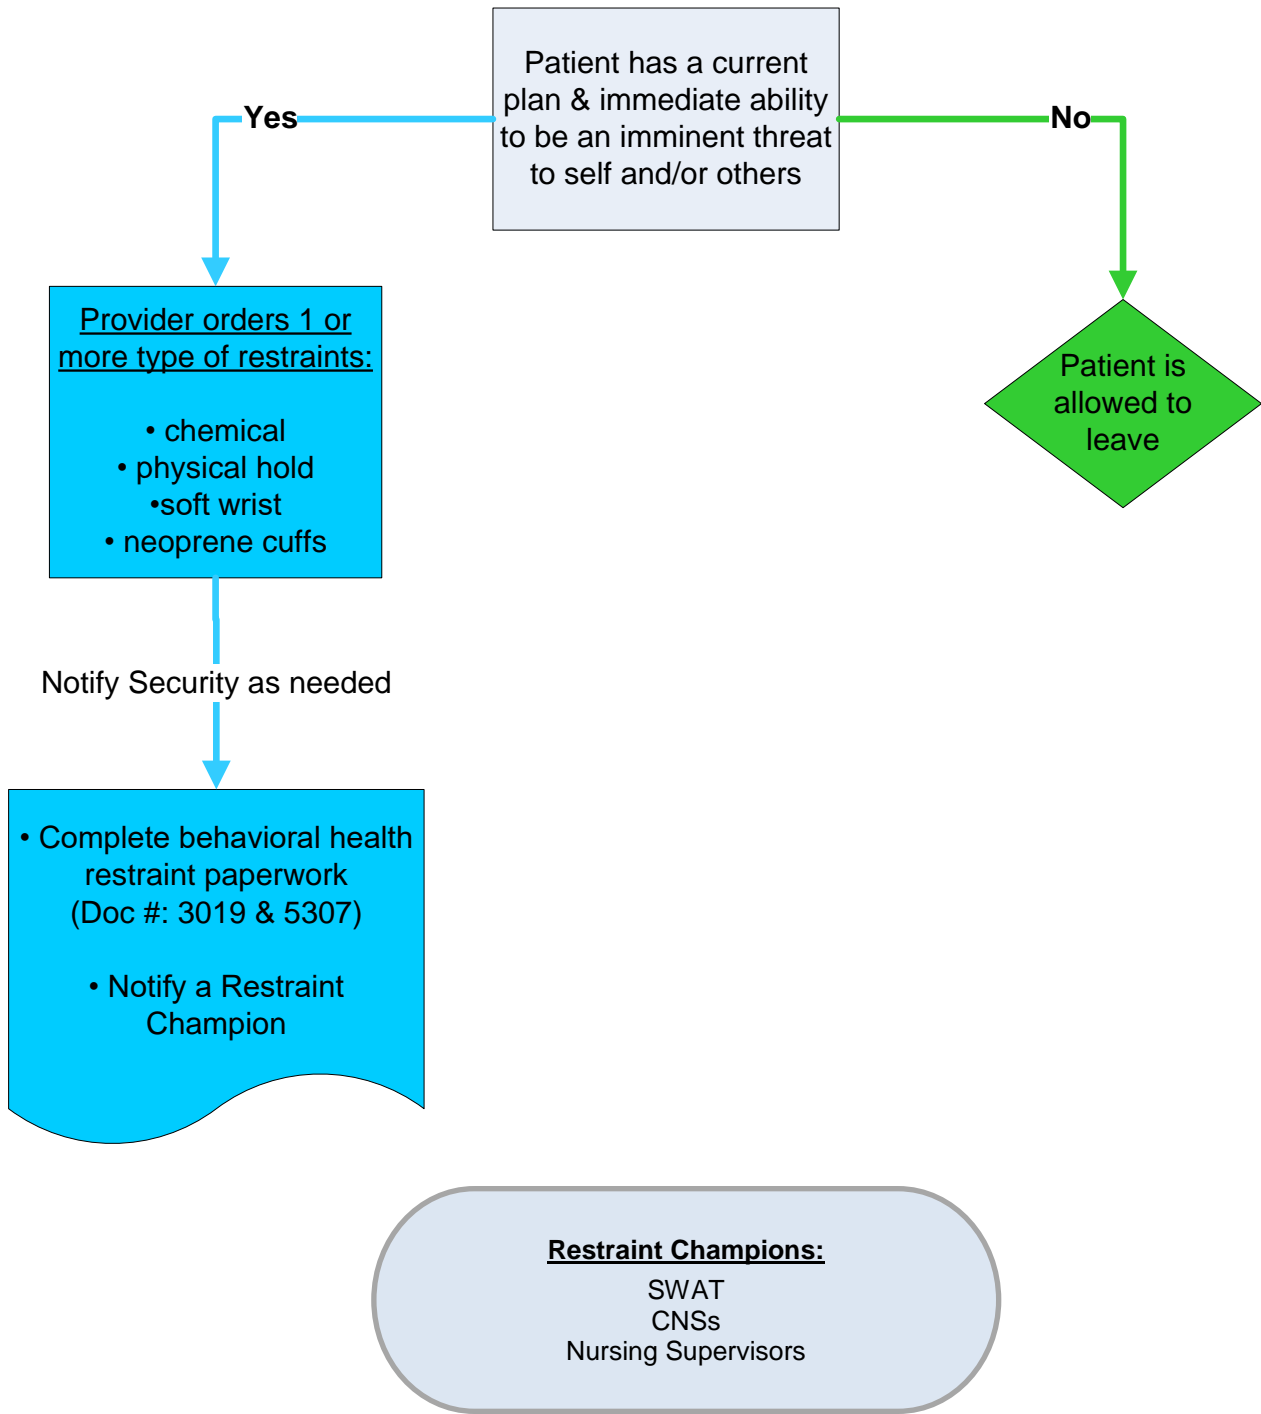 Patient has a current
plan & immediate ability
to be an imminent threat
to self and/or others
Yes
No
Provider orders 1 or
more type of restraints:
• chemical
• physical hold
•soft wrist
• neoprene cuffs
Patient is
allowed to
leave
Notify Security as needed
• Complete behavioral health
restraint paperwork
(Doc #: 3019 & 5307)
• Notify a Restraint
Champion
Restraint Champions:
SWAT
CNSs
Nursing Supervisors